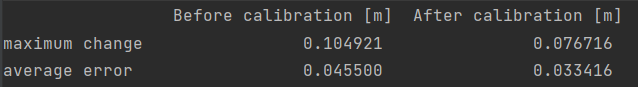 Before calibration [m] After calibration [m]
maximum change 0.104921 0.076716
average error 0.045500 0.033416